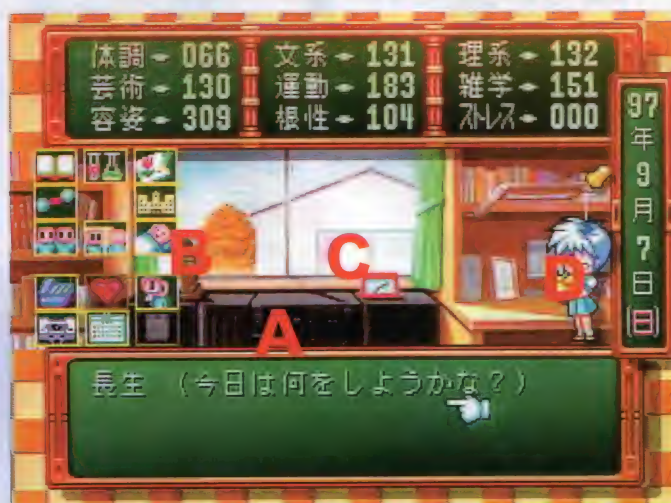 体調 066 文系 131 理系 132
芸術 130 運動 183 雑学 151
容姿 309 根性 104 ストレス 000
97年9月7日(日)
B
C
D
A
長生 (今日は何をしようかな?)